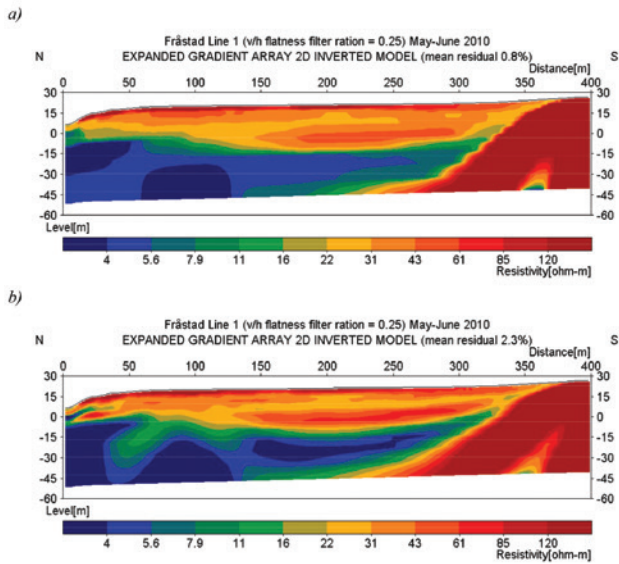 a)
Fråstad Line 1 (v/h flatness filter ration = 0.25) May-June 2010
N EXPANDED GRADIENT ARRAY 2D INVERTED MODEL (mean residual 0.8%) S
Distance[m]
0 50 100 150 200 250 300 350 400
30 30
15 15
0 0
-15 -15
-30 -30
-45 -45
-60 -60
Level[m]
4 5.6 7.9 11 16 22 31 43 61 85 120
Resistivity[ohm-m]
b)
Fråstad Line 1 (v/h flatness filter ration = 0.25) May-June 2010
N EXPANDED GRADIENT ARRAY 2D INVERTED MODEL (mean residual 2.3%) S
Distance[m]
0 50 100 150 200 250 300 350 400
30 30
15 15
0 0
-15 -15
-30 -30
-45 -45
-60 -60
Level[m]
4 5.6 7.9 11 16 22 31 43 61 85 120
Resistivity[ohm-m]